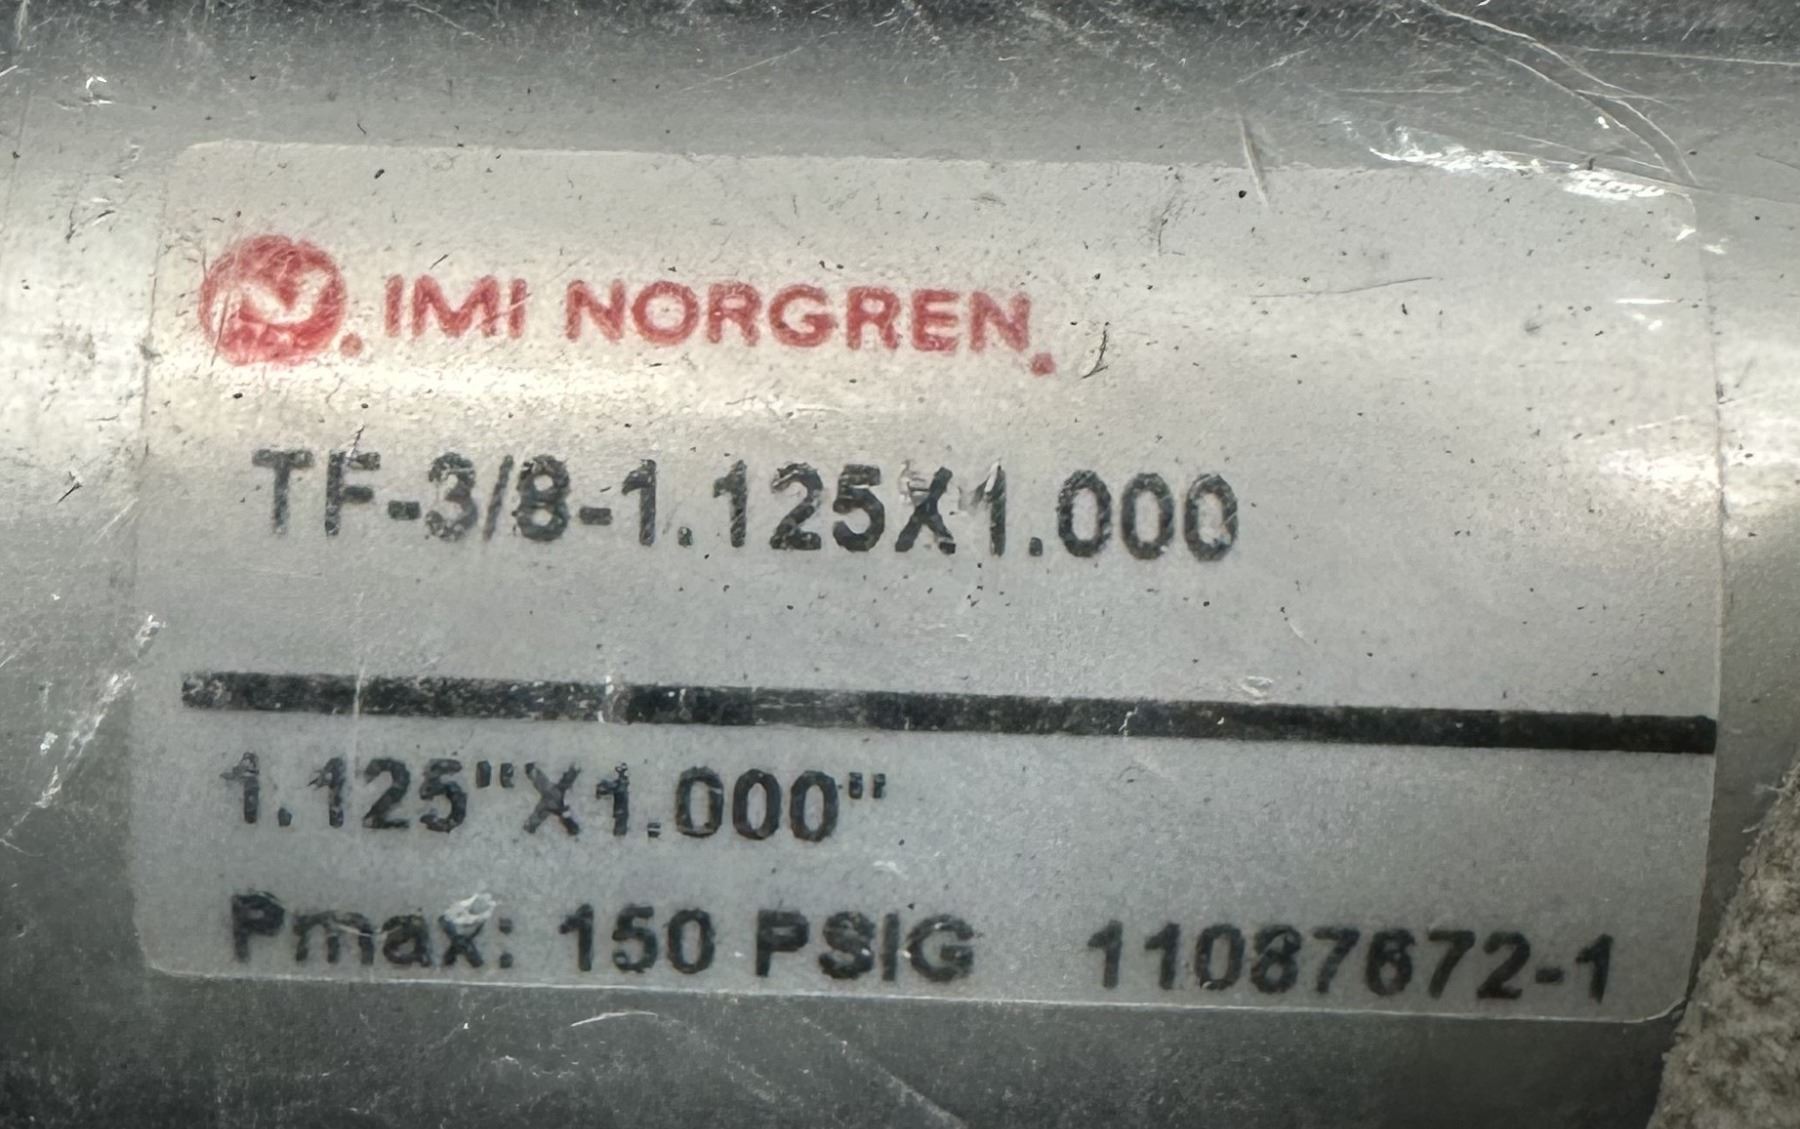 IMI NORGREN.
TF-3/8-1.125X1.000
1.125"X1.000"
Pmax: 150 PSIG 11087672-1